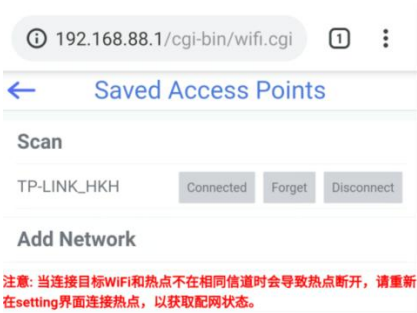 192.168.88.1/cgi-bin/wifi.cgi 1
Saved Access Points
Scan
TP-LINK_HKH Connected Forget Disconnect
Add Network
注意: 当连接目标WiFi和热点不在相同信道时会导致热点断开，请重新
在setting界面连接热点，以获取配网状态。